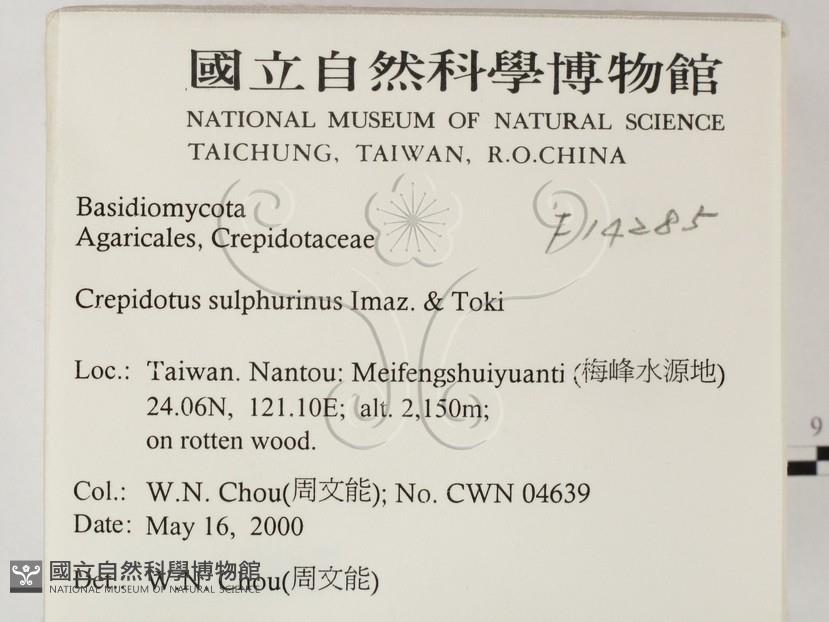 國立自然科學博物館
NATIONAL MUSEUM OF NATURAL SCIENCE
TAICHUNG, TAIWAN, R.O.CHINA
Basidiomycota
Agaricales, Crepidotaceae
F14285
Crepidotus sulphurinus Imaz. & Toki
Loc.: Taiwan. Nantou: Meifengshuiyuanti (梅峰水源地)
24.06N, 121.10E; alt. 2,150m;
on rotten wood.
9
Col.: W.N. Chou(周文能); No. CWN 04639
Date: May 16, 2000
Det.: W.N. Chou(周文能)
國立自然科學博物館
NATIONAL MUSEUM OF NATURAL SCIENCE